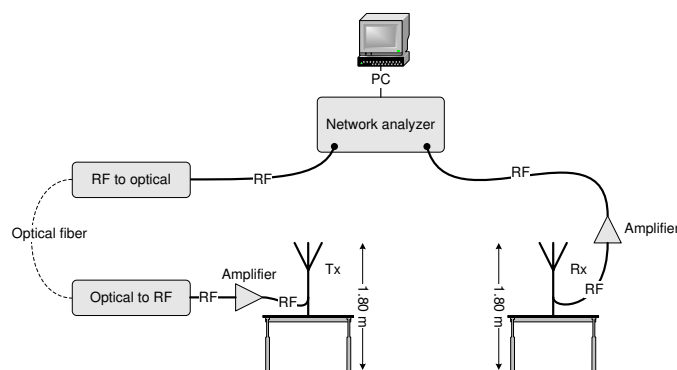 PC
Network analyzer
RF to optical
RF
RF
Optical fiber
Amplifier
Optical to RF
RF
Amplifier
RF
Tx
1.80 m
1.80 m
Rx
RF